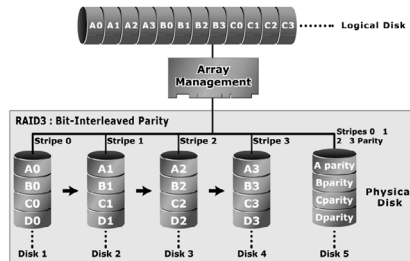 A0 A1 A2 A3 B0 B1 B2 B3 C0 C1 C2 C3 Logical Disk
Array
Management
RAID3 : Bit-Interleaved Parity
Stripe 0 Stripe 1 Stripe 2 Stripe 3 Stripes 0 1
2 3 Parity
A0 A1 A2 A3 A parity
B0 B1 B2 B3 Bparity
C0 C1 C2 C3 Cparity
D0 D1 D2 D3 Dparity
Physical
Disk
Disk 1 Disk 2 Disk 3 Disk 4 Disk 5